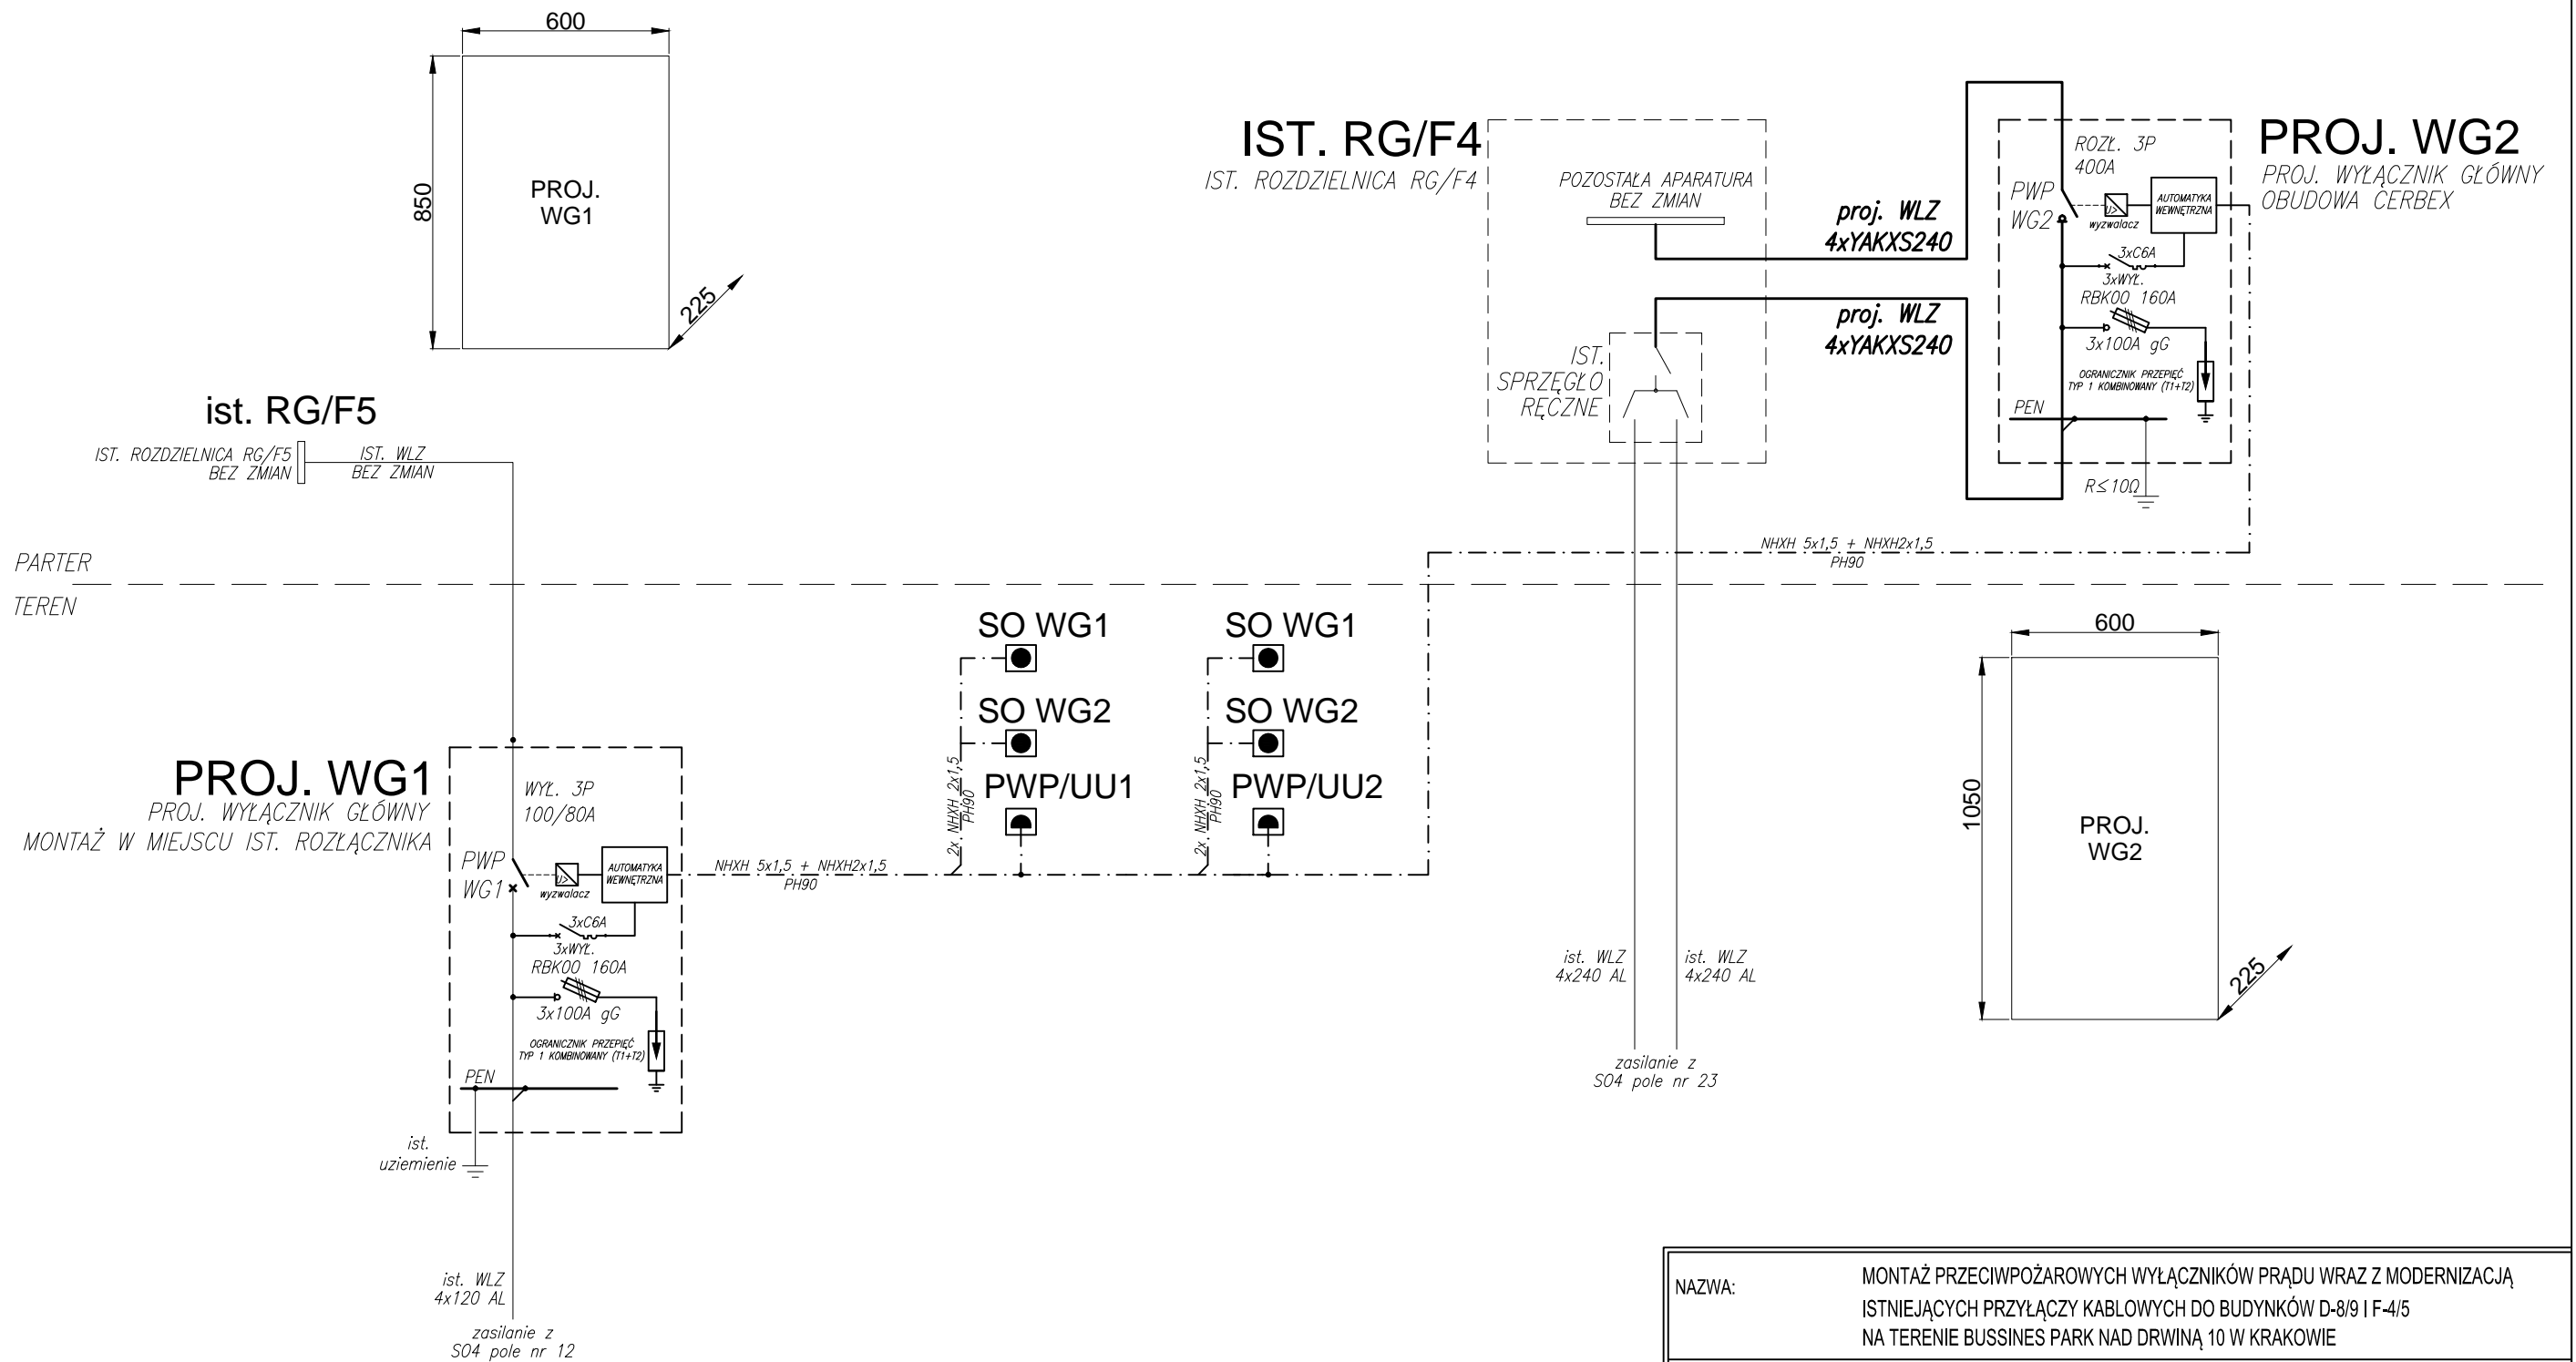 600
850
PROJ.
WG1
225
ist. RG/F5
IST. ROZDZIELNICA RG/F5
BEZ ZMIAN
IST. WLZ
BEZ ZMIAN
IST. RG/F4
IST. ROZDZIELNICA RG/F4
POZOSTAŁA APARATURA
BEZ ZMIAN
IST.
SPRZĘGŁO
RĘCZNE
proj. WLZ
4xYAKXS240
proj. WLZ
4xYAKXS240
PROJ. WG2
PROJ. WYŁĄCZNIK GŁÓWNY
OBUDOWA CERBEX
ROZŁ. 3P
400A
PWP
WG2
U>
wyzwalacz
AUTOMATYKA
WEWNĘTRZNA
3xC6A
3xWYŁ.
RBK00 160A
3x100A gG
OGRANICZNIK PRZEPIĘĆ
TYP 1 KOMBINOWANY (T1+T2)
PEN
R≤10Ω
NHXH 5x1,5 + NHXH2x1,5
PH90
PARTER
TEREN
SO WG1
SO WG2
PWP/UU1
2x NHXH 2x1,5
PH90
SO WG1
SO WG2
PWP/UU2
2x NHXH 2x1,5
PH90
PROJ. WG1
PROJ. WYŁĄCZNIK GŁÓWNY
MONTAŻ W MIEJSCU IST. ROZŁĄCZNIKA
WYŁ. 3P
100/80A
PWP
WG1
U>
wyzwalacz
AUTOMATYKA
WEWNĘTRZNA
NHXH 5x1,5 + NHXH2x1,5
PH90
3xC6A
3xWYŁ.
RBK00 160A
3x100A gG
OGRANICZNIK PRZEPIĘĆ
TYP 1 KOMBINOWANY (T1+T2)
PEN
ist.
uziemienie
ist. WLZ
4x120 AL
zasilanie z
S04 pole nr 12
ist. WLZ
4x240 AL
ist. WLZ
4x240 AL
zasilanie z
S04 pole nr 23
600
1050
PROJ.
WG2
225
NAZWA:
MONTAŻ PRZECIWPOŻAROWYCH WYŁĄCZNIKÓW PRĄDU WRAZ Z MODERNIZACJĄ
ISTNIEJĄCYCH PRZYŁĄCZY KABLOWYCH DO BUDYNKÓW D-8/9 I F-4/5
NA TERENIE BUSSINES PARK NAD DRWINĄ 10 W KRAKOWIE